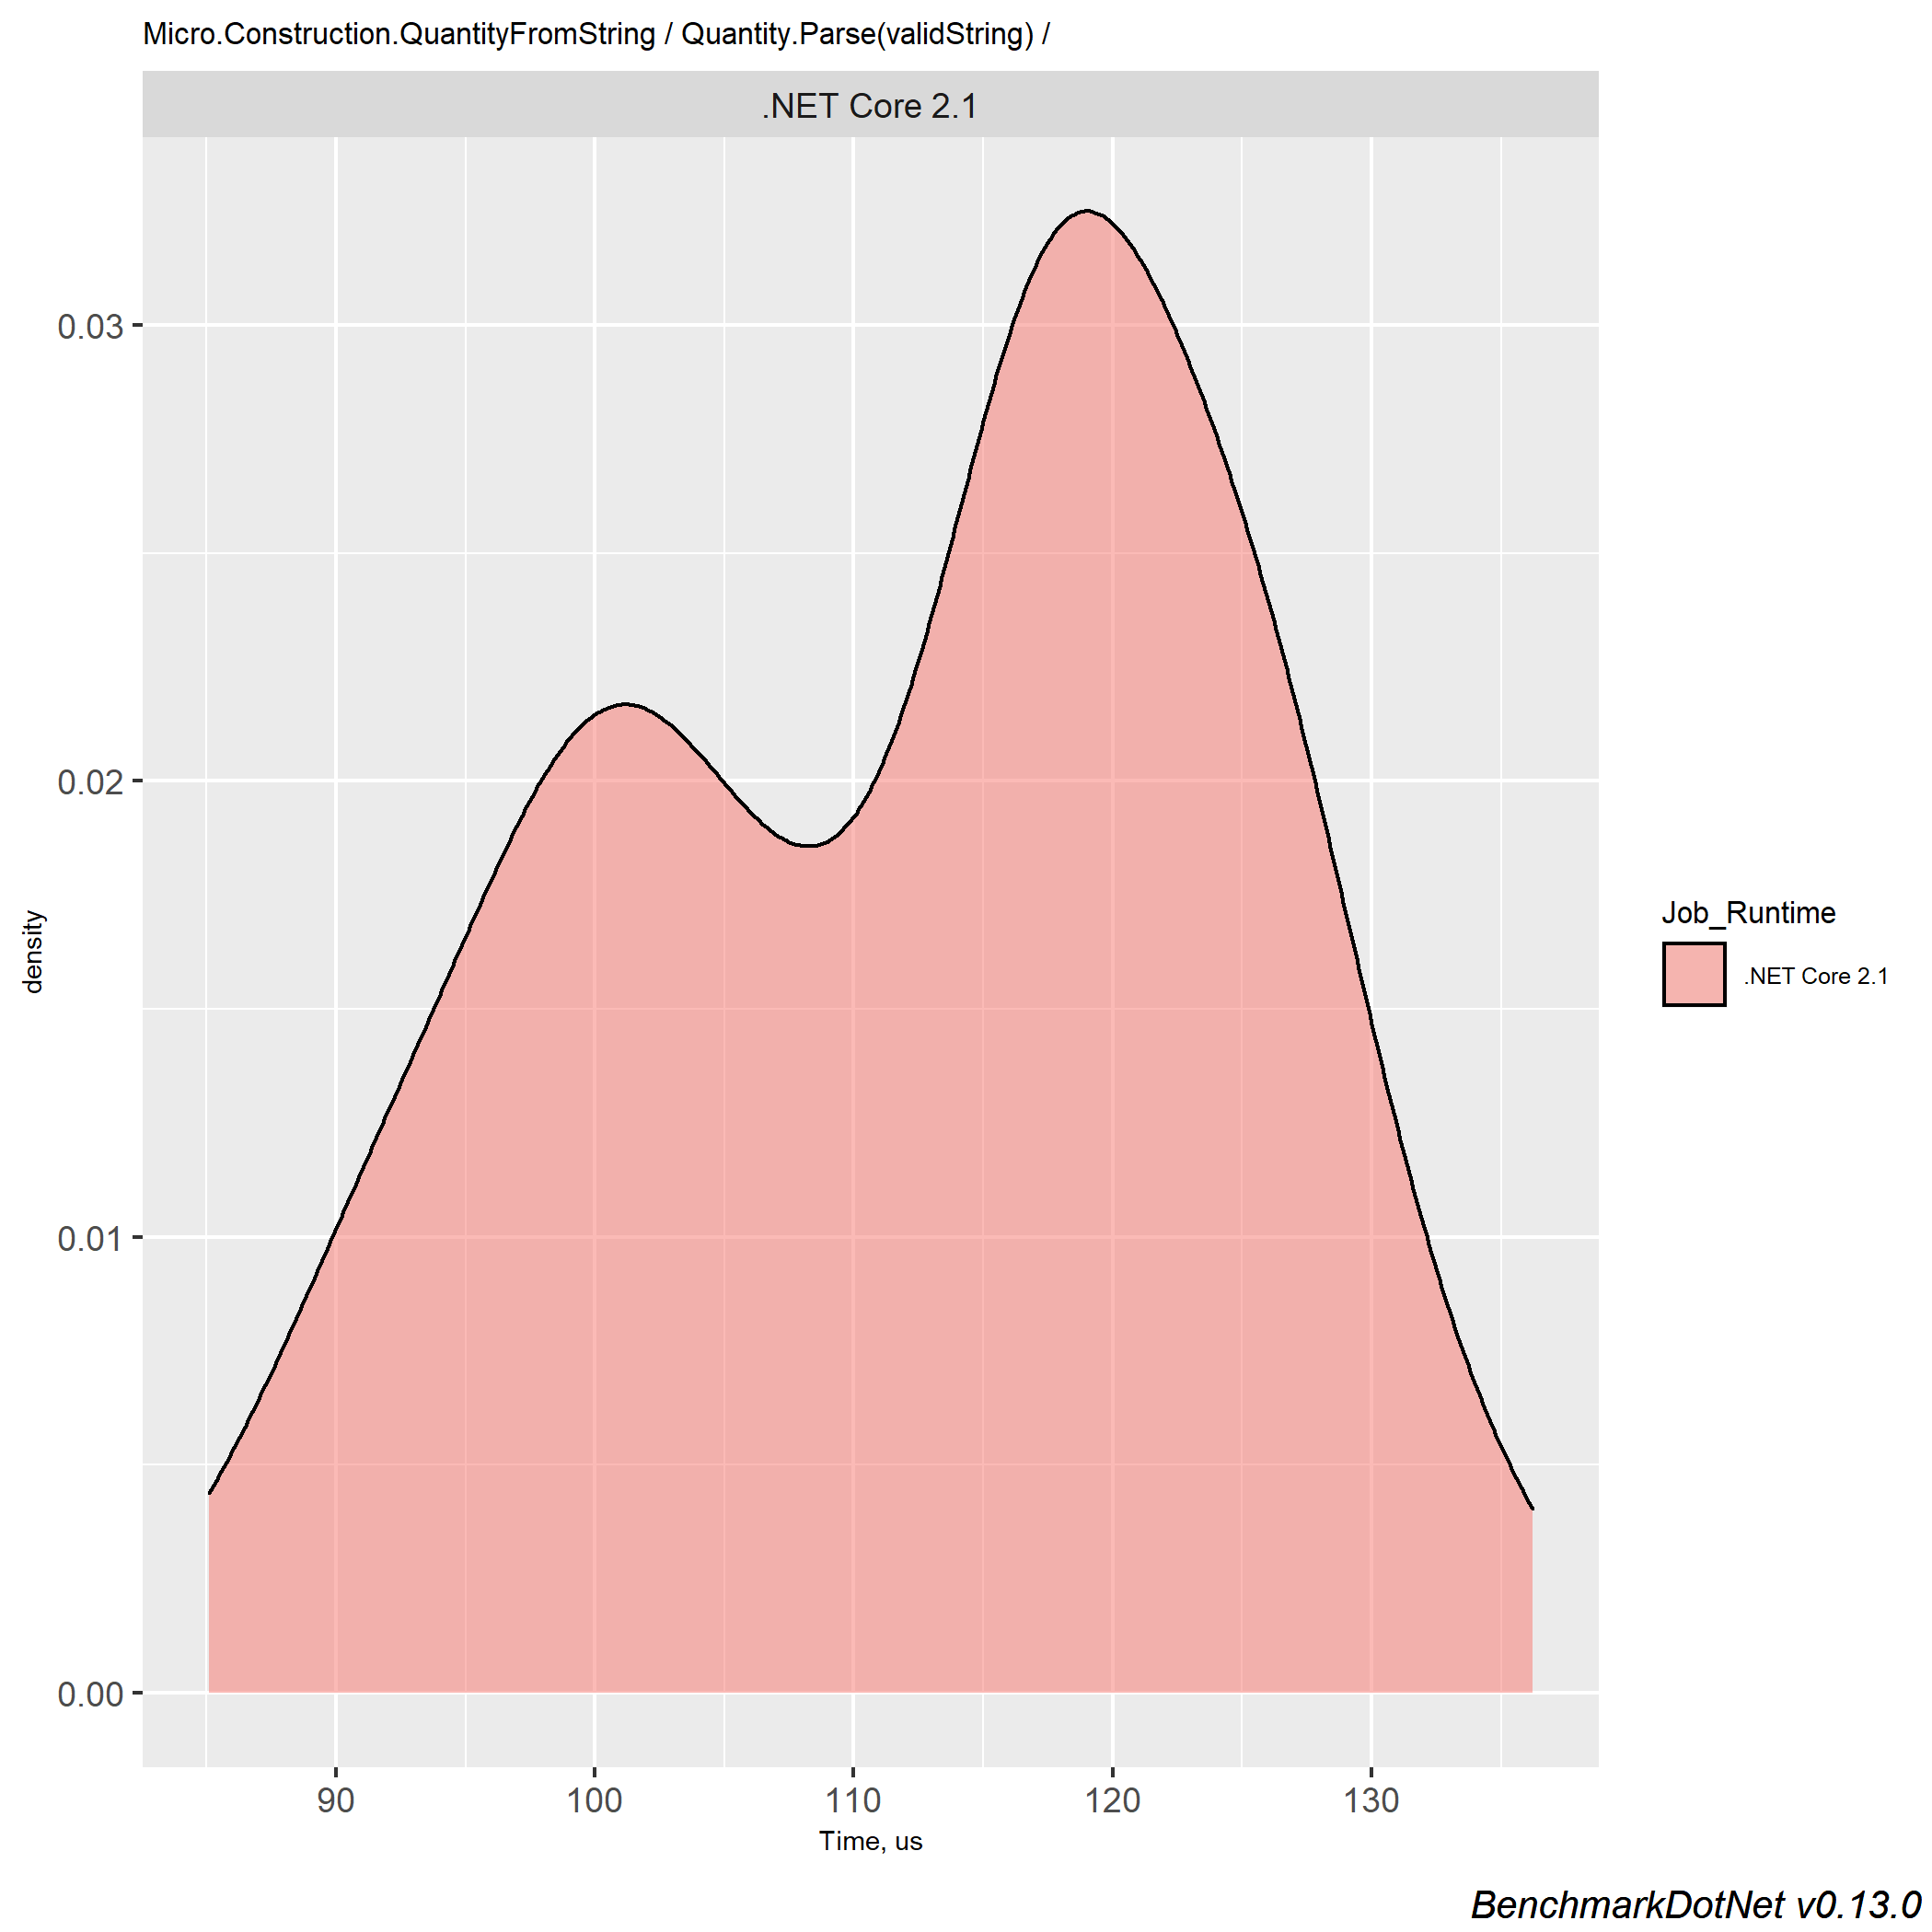 Micro.Construction.QuantityFromString / Quantity.Parse(validString) /
.NET Core 2.1
0.03
0.02
0.01
0.00
density
90 100 110 120 130
Time, us
Job_Runtime
.NET Core 2.1
BenchmarkDotNet v0.13.0